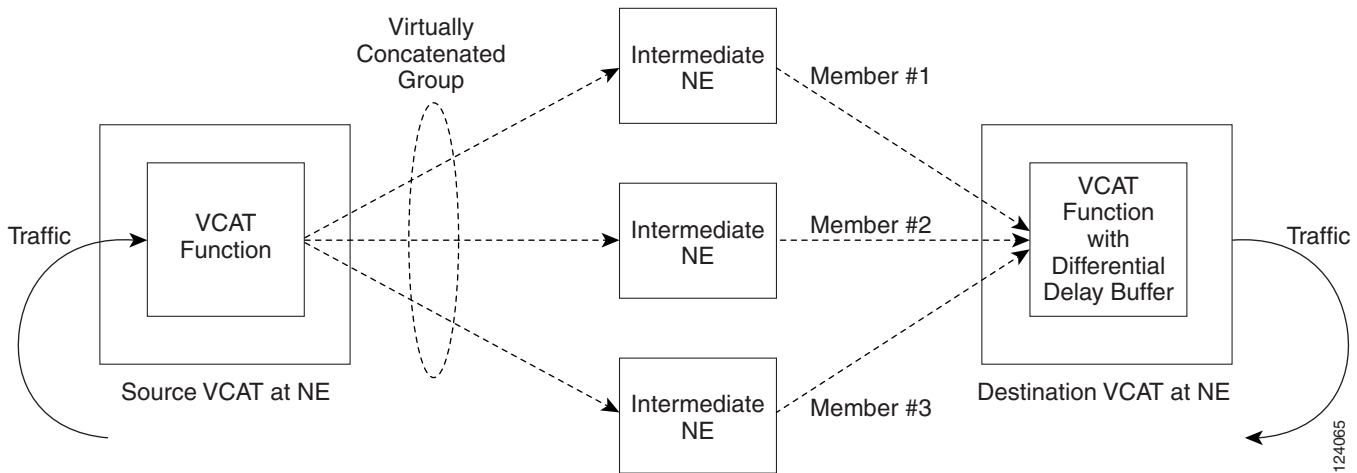 Virtually
Concatenated
Group
Intermediate
NE
Member #1
Traffic
VCAT
Function
Intermediate
NE
Member #2
VCAT
Function
with
Differential
Delay Buffer
Traffic
Source VCAT at NE
Intermediate
NE
Member #3
Destination VCAT at NE
124065